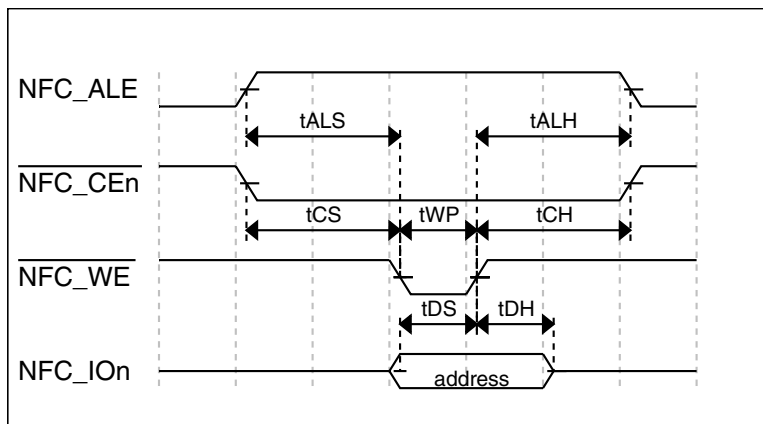 NFC_ALE
tALS tALH
NFC_CEn
tCS tWP tCH
NFC_WE
tDS tDH
NFC_IOn
address